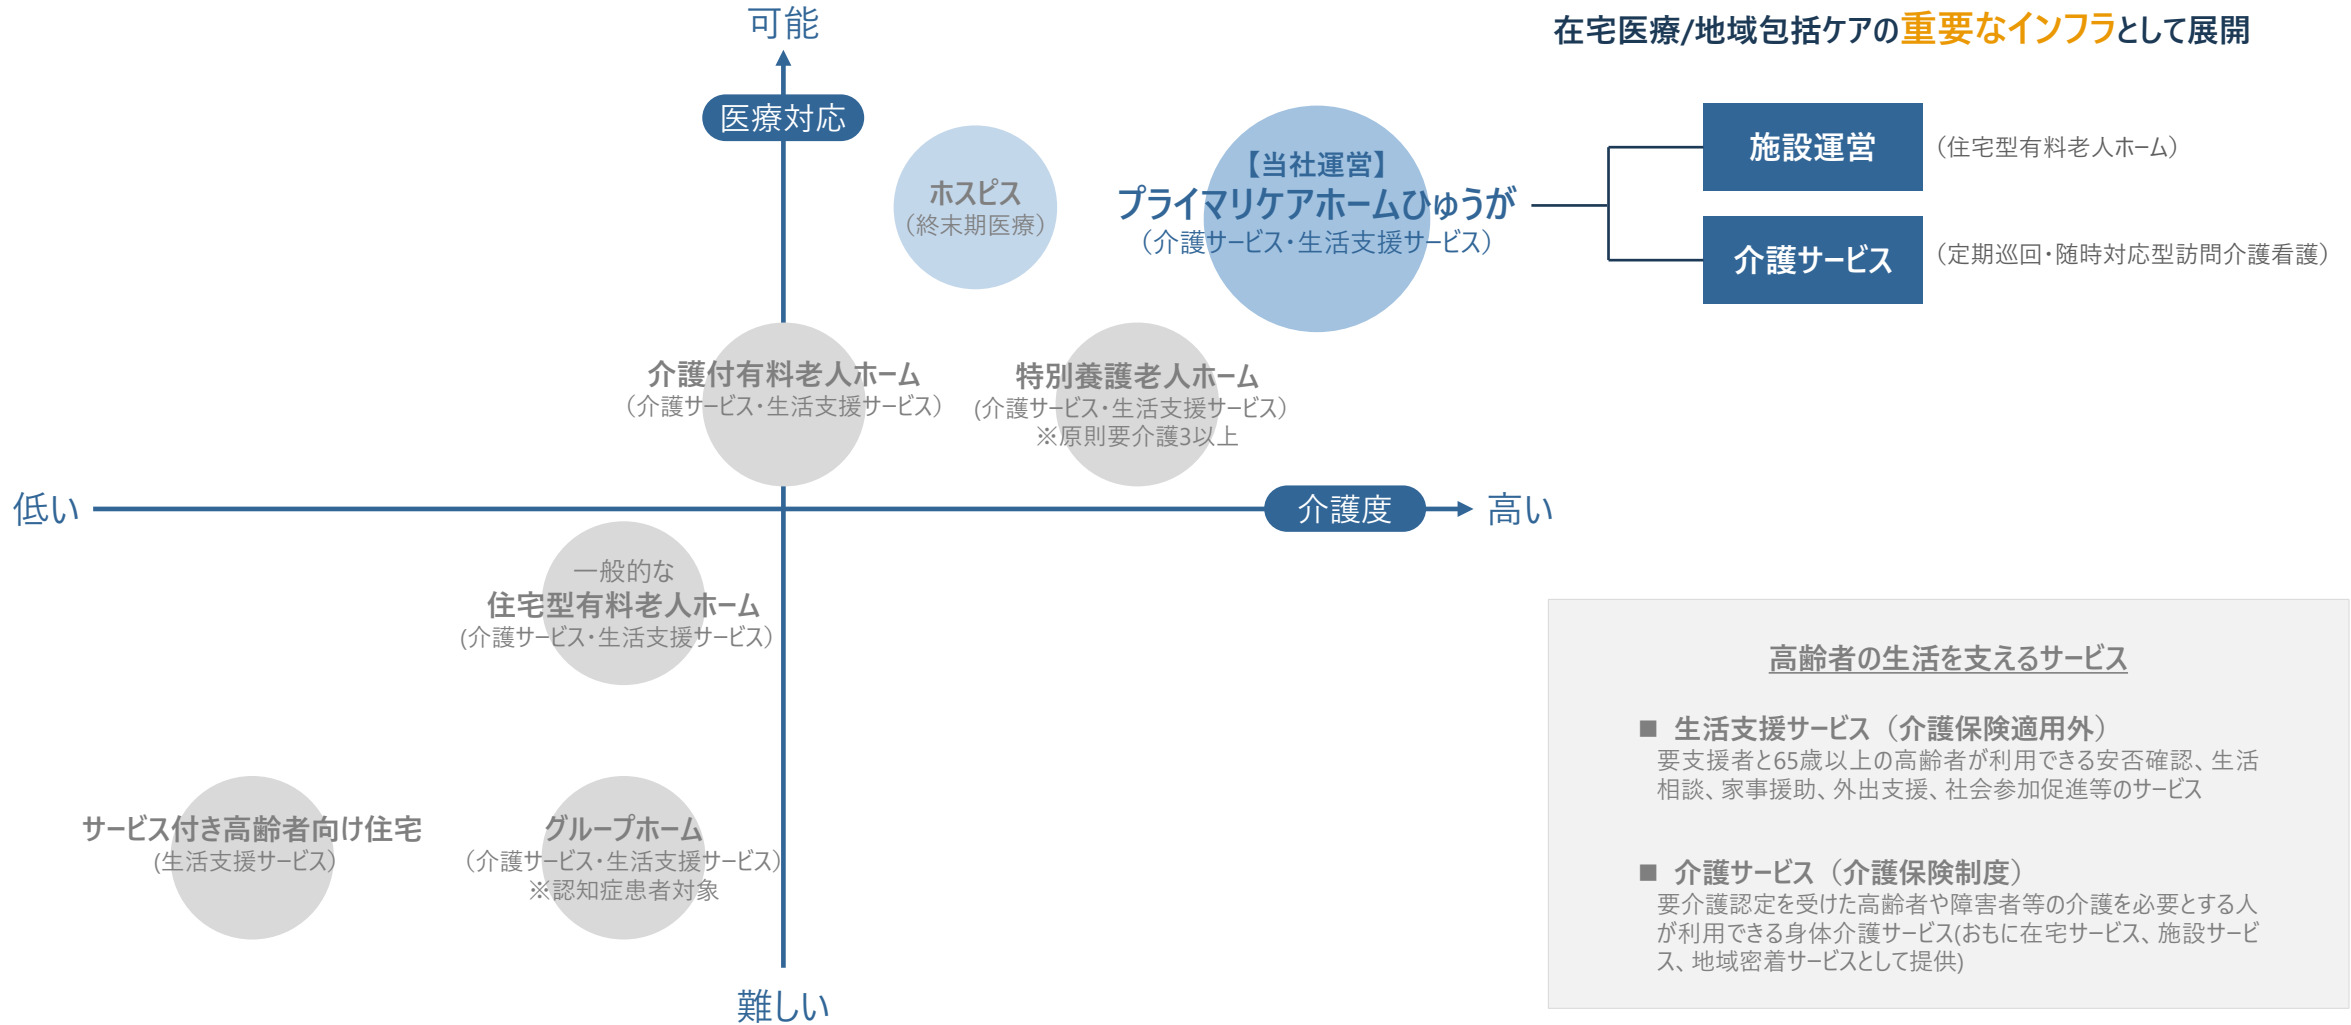 可能
在宅医療/地域包括ケアの重要なインフラとして展開
医療対応
ホスピス
（終末期医療）
【当社運営】
プライマリケアホームひゅうが
（介護サービス・生活支援サービス）
施設運営
（住宅型有料老人ホーム）
介護サービス
（定期巡回・随時対応型訪問介護看護）
介護付有料老人ホーム
（介護サービス・生活支援サービス）
特別養護老人ホーム
(介護サービス・生活支援サービス）
※原則要介護3以上
低い
介護度
高い
一般的な
住宅型有料老人ホーム
(介護サービス・生活支援サービス）
サービス付き高齢者向け住宅
(生活支援サービス）
グループホーム
（介護サービス・生活支援サービス）
※認知症患者対象
難しい
高齢者の生活を支えるサービス
■ 生活支援サービス（介護保険適用外）
要支援者と65歳以上の高齢者が利用できる安否確認、生活
相談、家事援助、外出支援、社会参加促進等のサービス
■ 介護サービス（介護保険制度）
要介護認定を受けた高齢者や障害者等の介護を必要とする人
が利用できる身体介護サービス(おもに在宅サービス、施設サービ
ス、地域密着サービスとして提供)